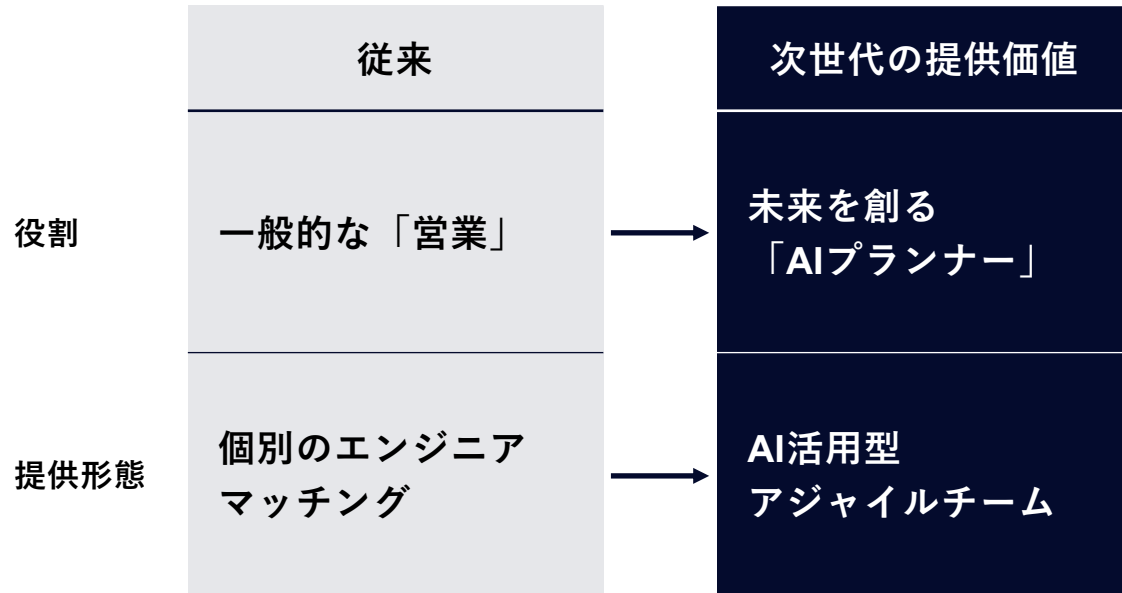 従来
次世代の提供価値
役割
一般的な「営業」
未来を創る
「AIプランナー」
提供形態
個別のエンジニア
マッチング
AI活用型
アジャイルチーム